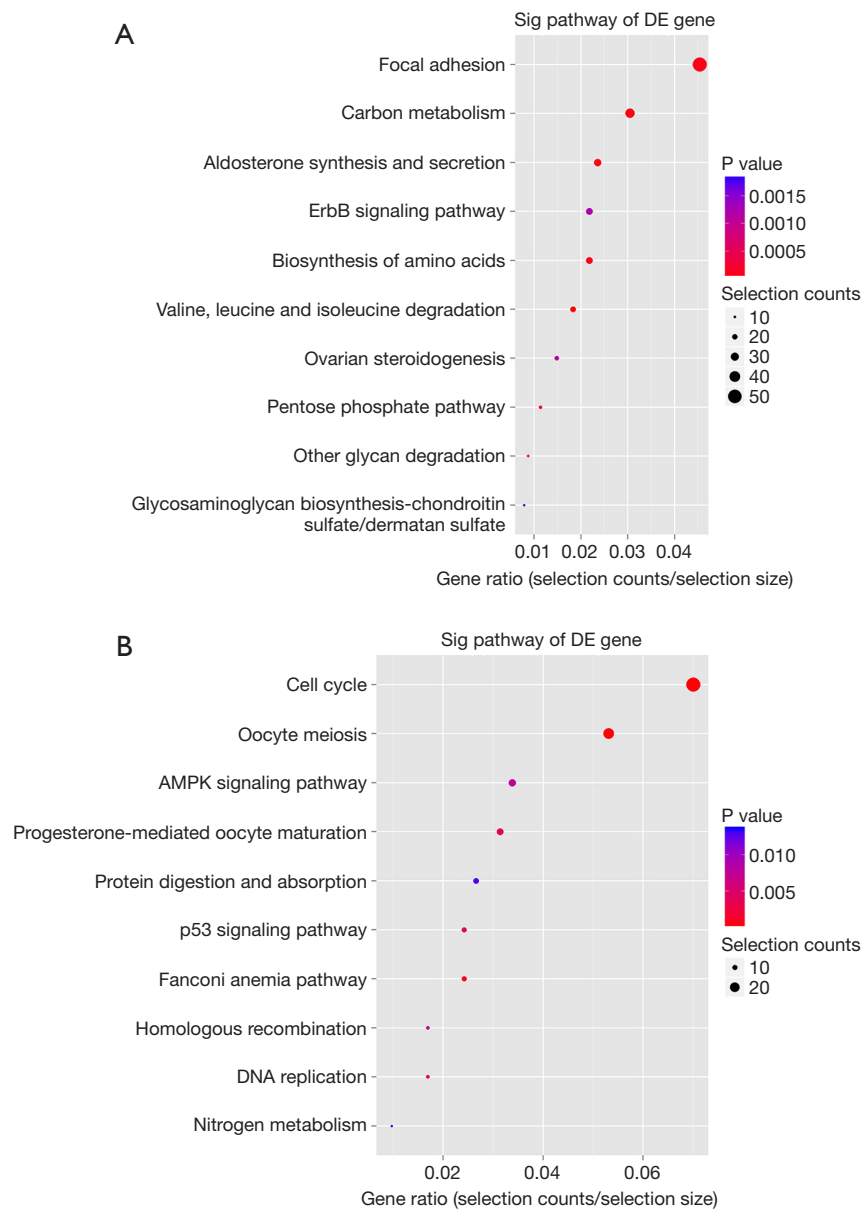 A
Sig pathway of DE gene
Focal adhesion
Carbon metabolism
Aldosterone synthesis and secretion
ErbB signaling pathway
Biosynthesis of amino acids
Valine, leucine and isoleucine degradation
Ovarian steroidogenesis
Pentose phosphate pathway
Other glycan degradation
Glycosaminoglycan biosynthesis-chondroitin
sulfate/dermatan sulfate
0.01 0.02 0.03 0.04
Gene ratio (selection counts/selection size)
P value
0.0015
0.0010
0.0005
Selection counts
10
20
30
40
50
B
Sig pathway of DE gene
Cell cycle
Oocyte meiosis
AMPK signaling pathway
Progesterone-mediated oocyte maturation
Protein digestion and absorption
p53 signaling pathway
Fanconi anemia pathway
Homologous recombination
DNA replication
Nitrogen metabolism
0.02 0.04 0.06
Gene ratio (selection counts/selection size)
P value
0.010
0.005
Selection counts
10
20